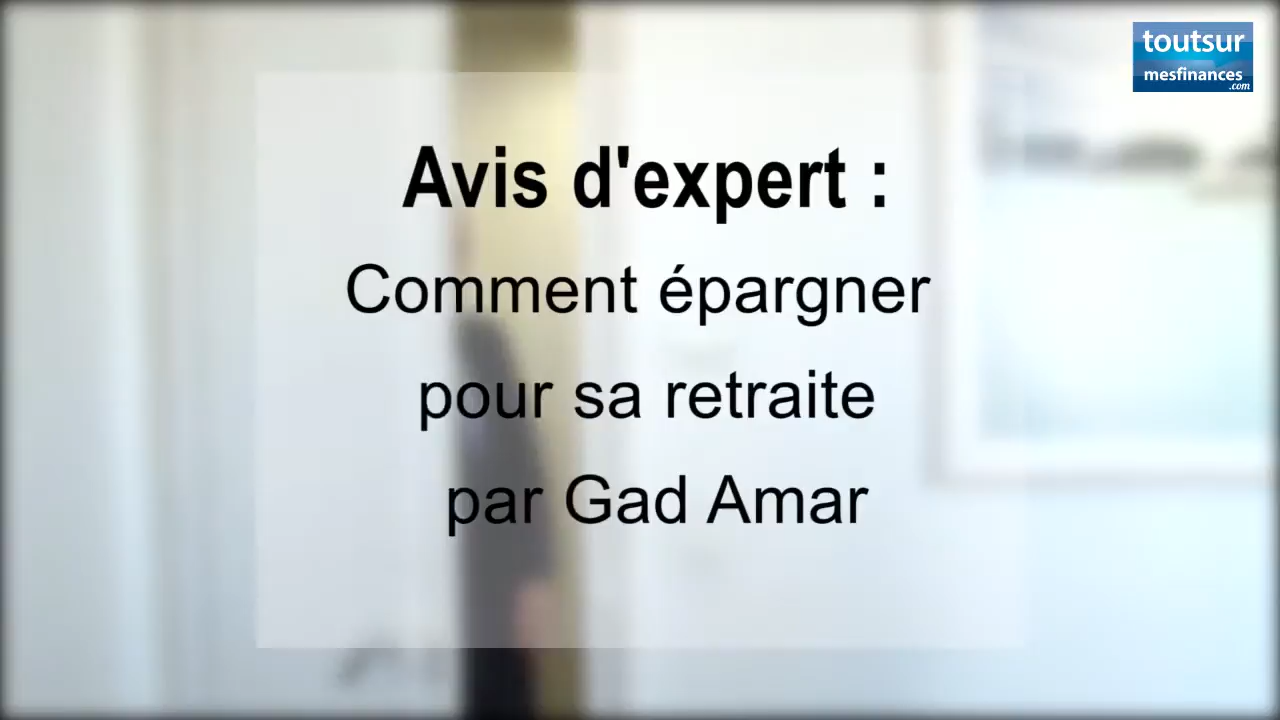 toutsur
mesfinances
.com
Avis d'expert :
Comment épargner
pour sa retraite
par Gad Amar